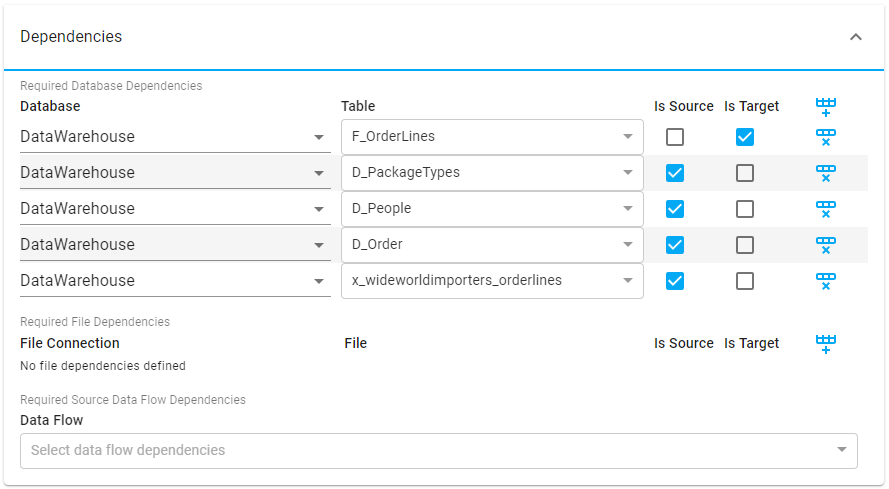 Dependencies
Required Database Dependencies
Database Table Is Source Is Target
DataWarehouse F_OrderLines
DataWarehouse D_PackageTypes
DataWarehouse D_People
DataWarehouse D_Order
DataWarehouse x_wideworldimporters_orderlines
Required File Dependencies
File Connection File Is Source Is Target
No file dependencies defined
Required Source Data Flow Dependencies
Data Flow
Select data flow dependencies